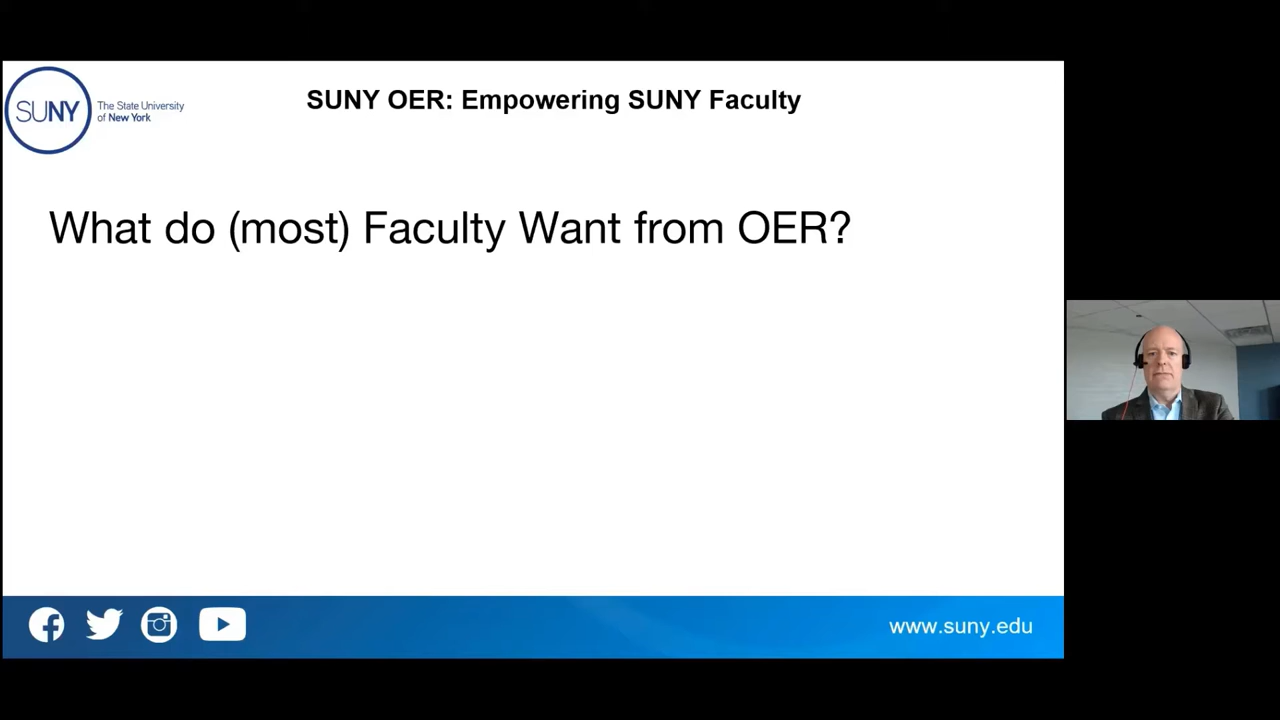 SUNY
The State University
of New York
SUNY OER: Empowering SUNY Faculty
What do (most) Faculty Want from OER?
www.suny.edu